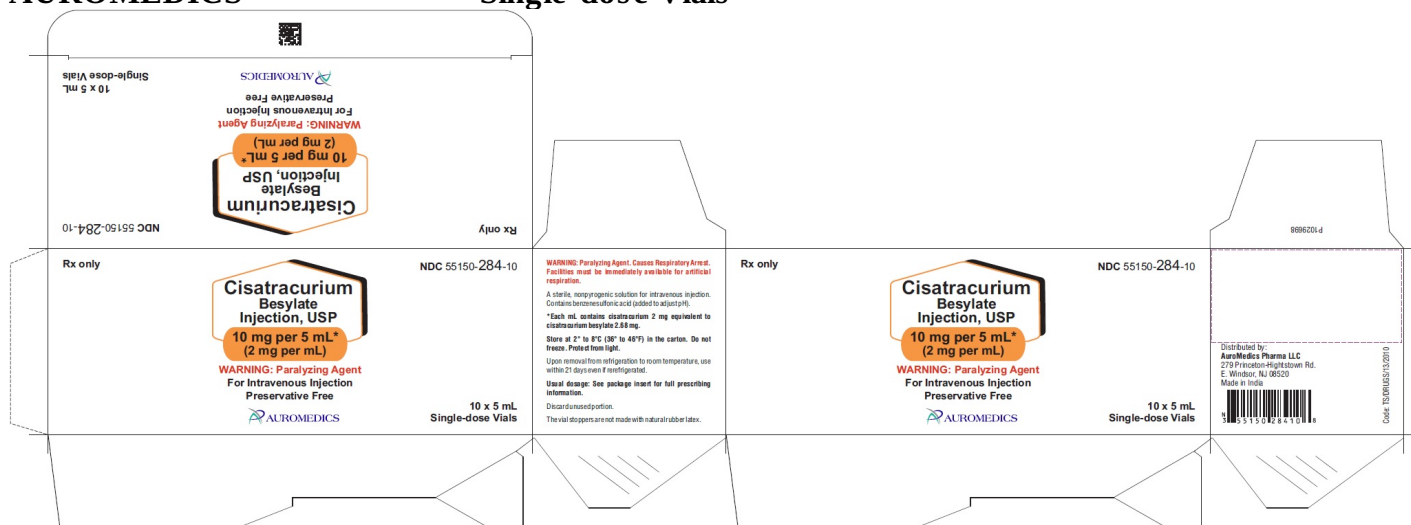 AUROMEDICS Single-dose Vials
10 x 5 mL
Single-dose Vials
AUROMEDICS
Preservative Free
For Intravenous Injection
WARNING: Paralyzing Agent
(2 mg per mL)
10 mg per 5 mL*
Injection, USP
Besylate
Cisatracurium
NDC 55150-284-10
Rx only
P1029898
Rx only
NDC 55150-284-10
Cisatracurium
Besylate
Injection, USP
10 mg per 5 mL*
(2 mg per mL)
WARNING: Paralyzing Agent
For Intravenous Injection
Preservative Free
AUROMEDICS
10 x 5 mL
Single-dose Vials
WARNING: Paralyzing Agent. Causes Respiratory Arrest.
Facilities must be immediately available for artificial
respiration.
A sterile, nonpyrogenic solution for intravenous injection.
Contains benzenesulfonic acid (added to adjust pH).
*Each mL contains cisatracurium 2 mg equivalent to
cisatracurium besylate 2.68 mg.
Store at 2° to 8°C (36° to 46°F) in the carton. Do not
freeze. Protect from light.
Upon removal from refrigeration to room temperature, use
within 21 days even if rerefrigerated.
Usual dosage: See package insert for full prescribing
information.
Discard unused portion.
The vial stoppers are not made with natural rubber latex.
Rx only
NDC 55150-284-10
Cisatracurium
Besylate
Injection, USP
10 mg per 5 mL*
(2 mg per mL)
WARNING: Paralyzing Agent
For Intravenous Injection
Preservative Free
AUROMEDICS
10 x 5 mL
Single-dose Vials
Distributed by:
AuroMedics Pharma LLC
279 Princeton-Hightstown Rd.
E. Windsor, NJ 08520
Made in India
N
3 55150 28410 8
Code: TS/DRUGS/13/2010